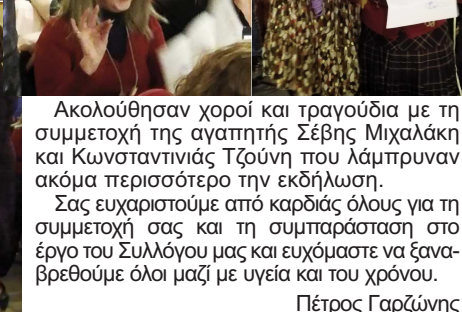 Ακολούθησαν χοροί και τραγούδια με τη
συμμετοχή της αγαπητής Σέβης Μιχαλάκη
και Κωνσταντινιάς Τζούνη που λάμπρυναν
ακόμα περισσότερο την εκδήλωση.
Σας ευχαριστούμε από καρδιάς όλους για τη
συμμετοχή σας και τη συμπαράσταση στο
έργο του Συλλόγου μας και ευχόμαστε να ξανα-
βρεθούμε όλοι μαζί με υγεία και του χρόνου.
Πέτρος Γαρζώνης